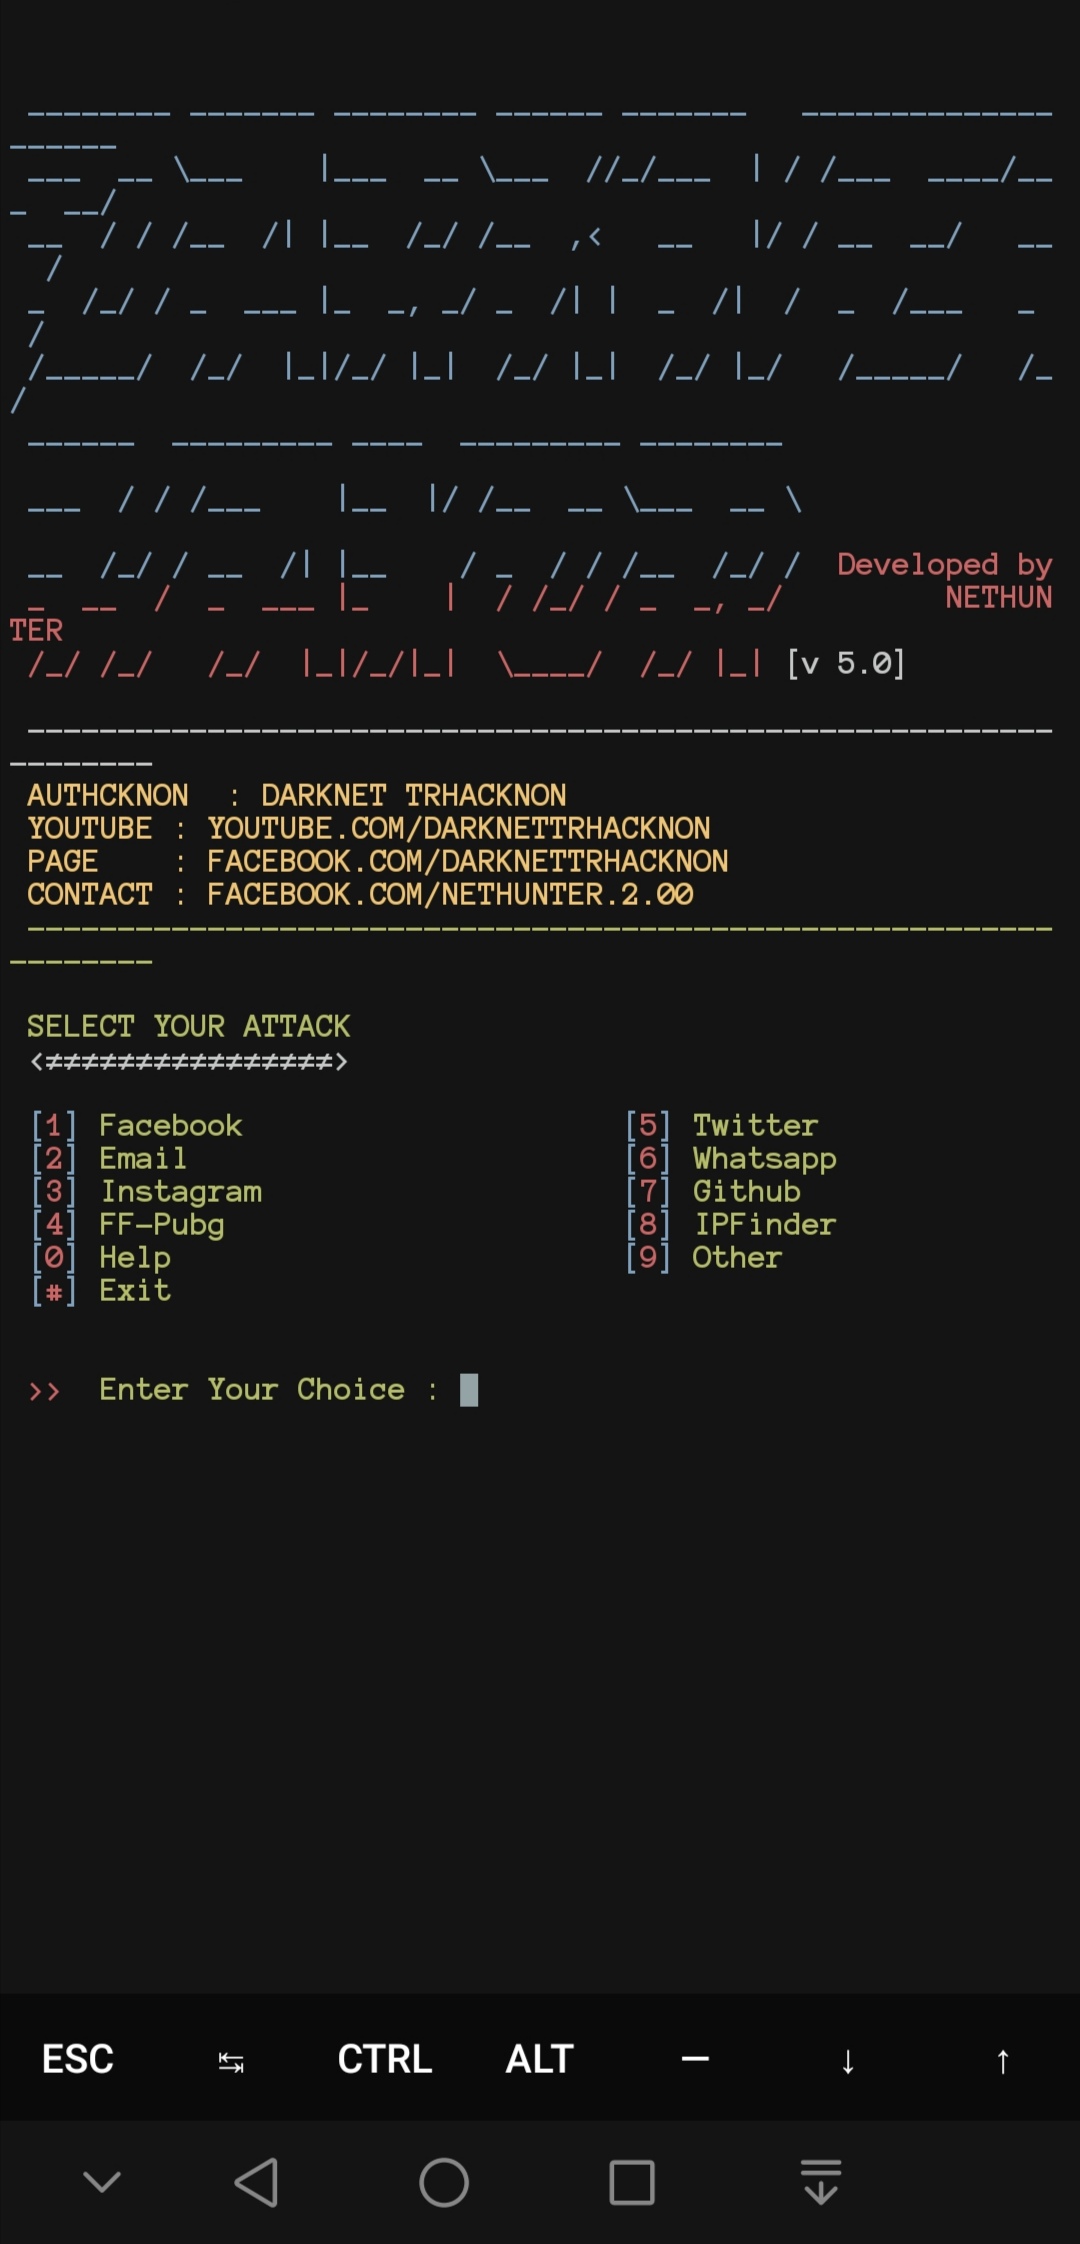 Developed by
NETHUN
TER
[v 5.0]
AUTHCKNON : DARKNET TRHACKNON
YOUTUBE : YOUTUBE.COM/DARKNETTRHACKNON
PAGE : FACEBOOK.COM/DARKNETTRHACKNON
CONTACT : FACEBOOK.COM/NETHUNTER.2.00
SELECT YOUR ATTACK
<≠≠≠≠≠≠≠≠≠≠≠≠≠≠≠≠>
[1] Facebook [5] Twitter
[2] Email [6] Whatsapp
[3] Instagram [7] Github
[4] FF-Pubg [8] IPFinder
[0] Help [9] Other
[#] Exit
>> Enter Your Choice :
ESC ↹ CTRL ALT — ↓ ↑